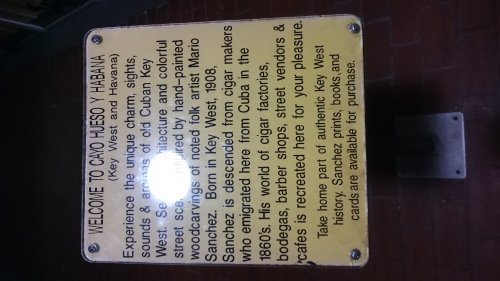 WELCOME TO CAYO HUESO Y HABANA
(Key West and Havana)
Experience the unique charm, sights,
sounds & aromas of old Cuban Key
West. See architecture and colorful
street scenes inspired by hand-painted
woodcarvings of noted folk artist Mario
Sanchez. Born in Key West, 1908,
Sanchez is descended from cigar makers
who emigrated here from Cuba in the
1860's. His world of cigar factories,
bodegas, barber shops, street vendors &
'cafes is recreated here for your pleasure.
Take home part of authentic Key West
history. Sanchez prints, books and
cards are available for purchase.